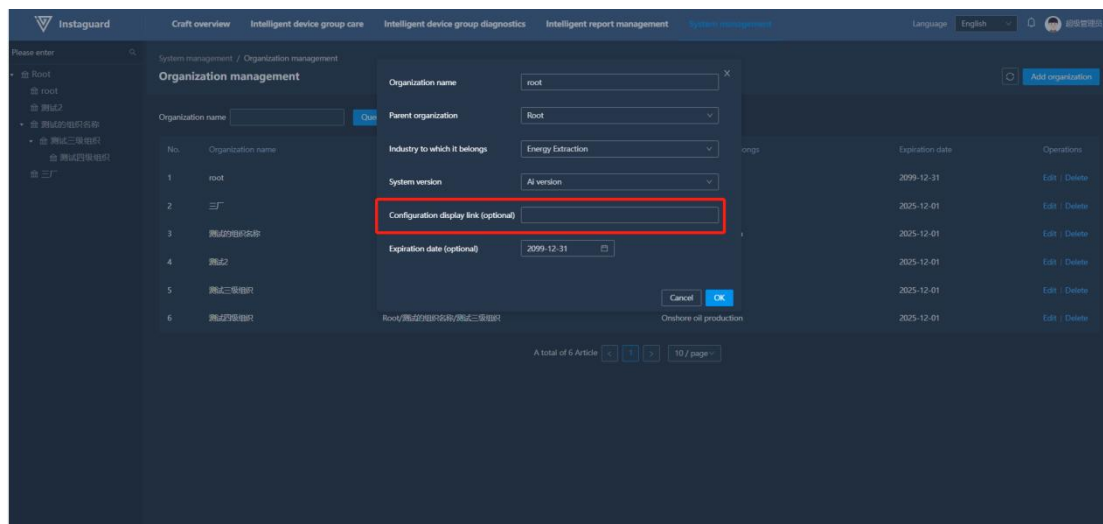 Instaguard
Craft overview Intelligent device group care Intelligent device group diagnostics Intelligent report management System management
Language English 超级管理员
Please enter
Root
root
测试2
测试的组织名称
测试三级组织
测试四级组织
三厂
System management / Organization management
Organization management
Add organization
Organization name
No. Organization name Expiration date Operations
1 root 2099-12-31 Edit Delete
2 三厂 2025-12-01 Edit Delete
3 测试的组织名称 2025-12-01 Edit Delete
4 测试2 2025-12-01 Edit Delete
5 测试三级组织 2025-12-01 Edit Delete
6 测试四级组织 Root/测试的组织名称/测试三级组织 Onshore oil production 2025-12-01 Edit Delete
A total of 6 Article < 1 > 10 / page
Organization name root X
Parent organization Root
Industry to which it belongs Energy Extraction
System version Ai version
Configuration display link (optional)
Expiration date (optional) 2099-12-31
Cancel OK